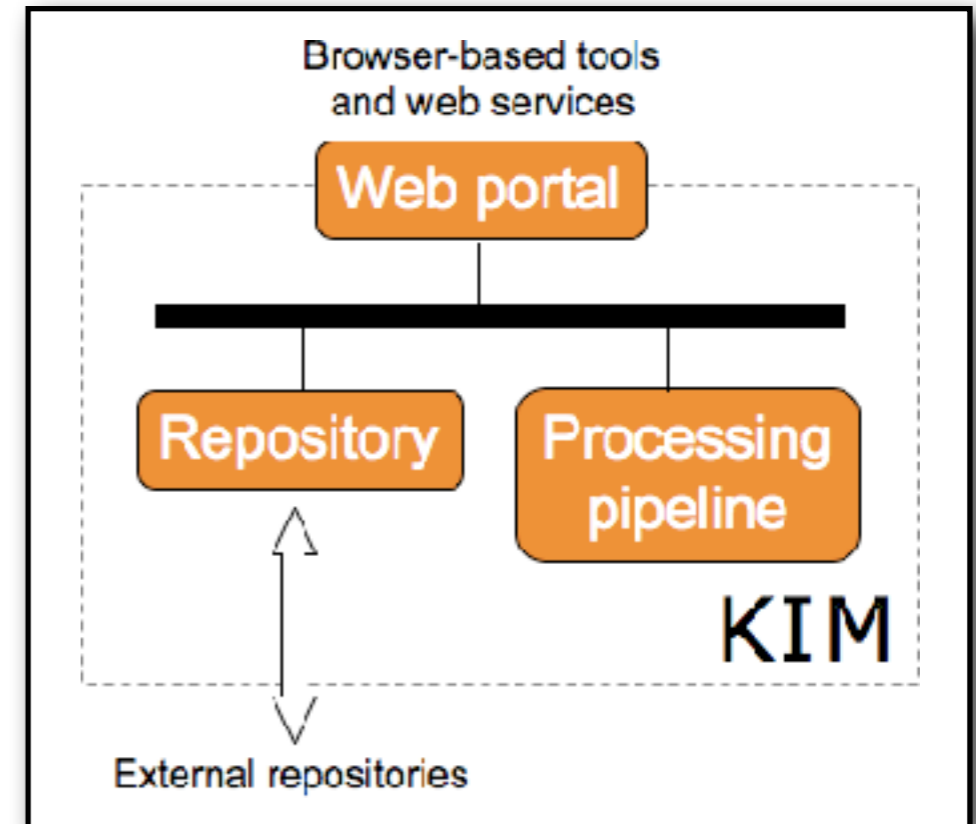 Browser-based tools
and web services
Web portal
Repository
Processing
pipeline
KIM
External repositories